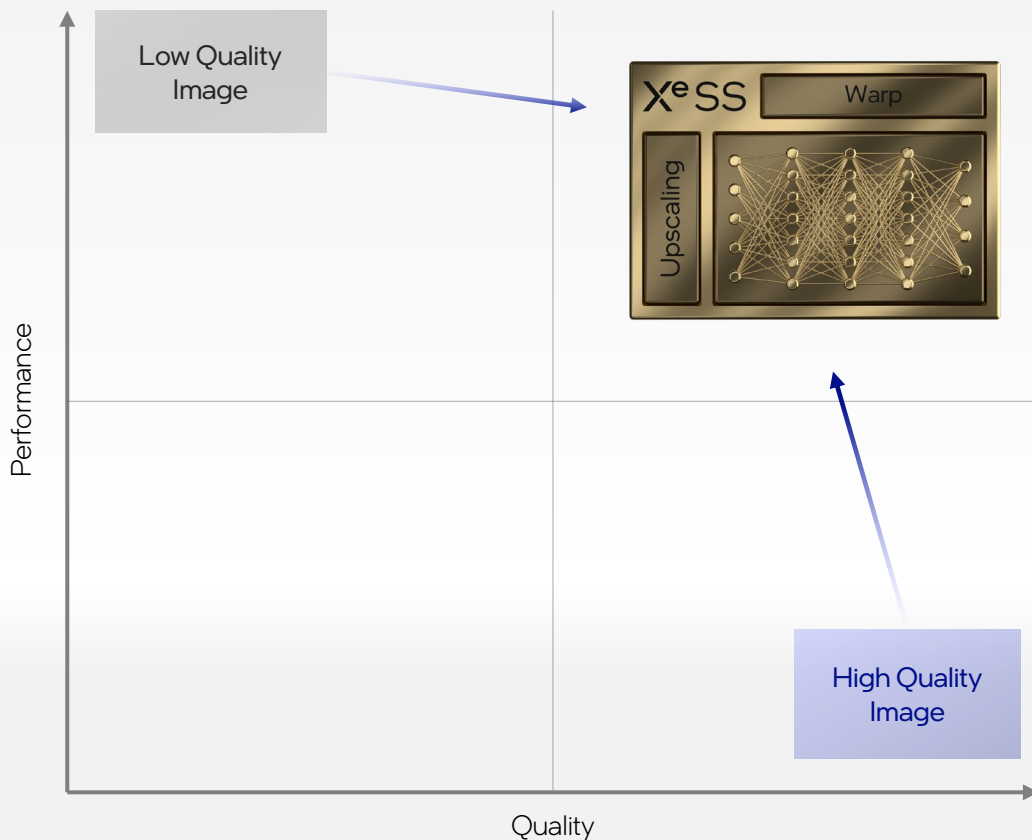 Low Quality
Image
XeSS
Warp
Upscaling
Performance
High Quality
Image
Quality